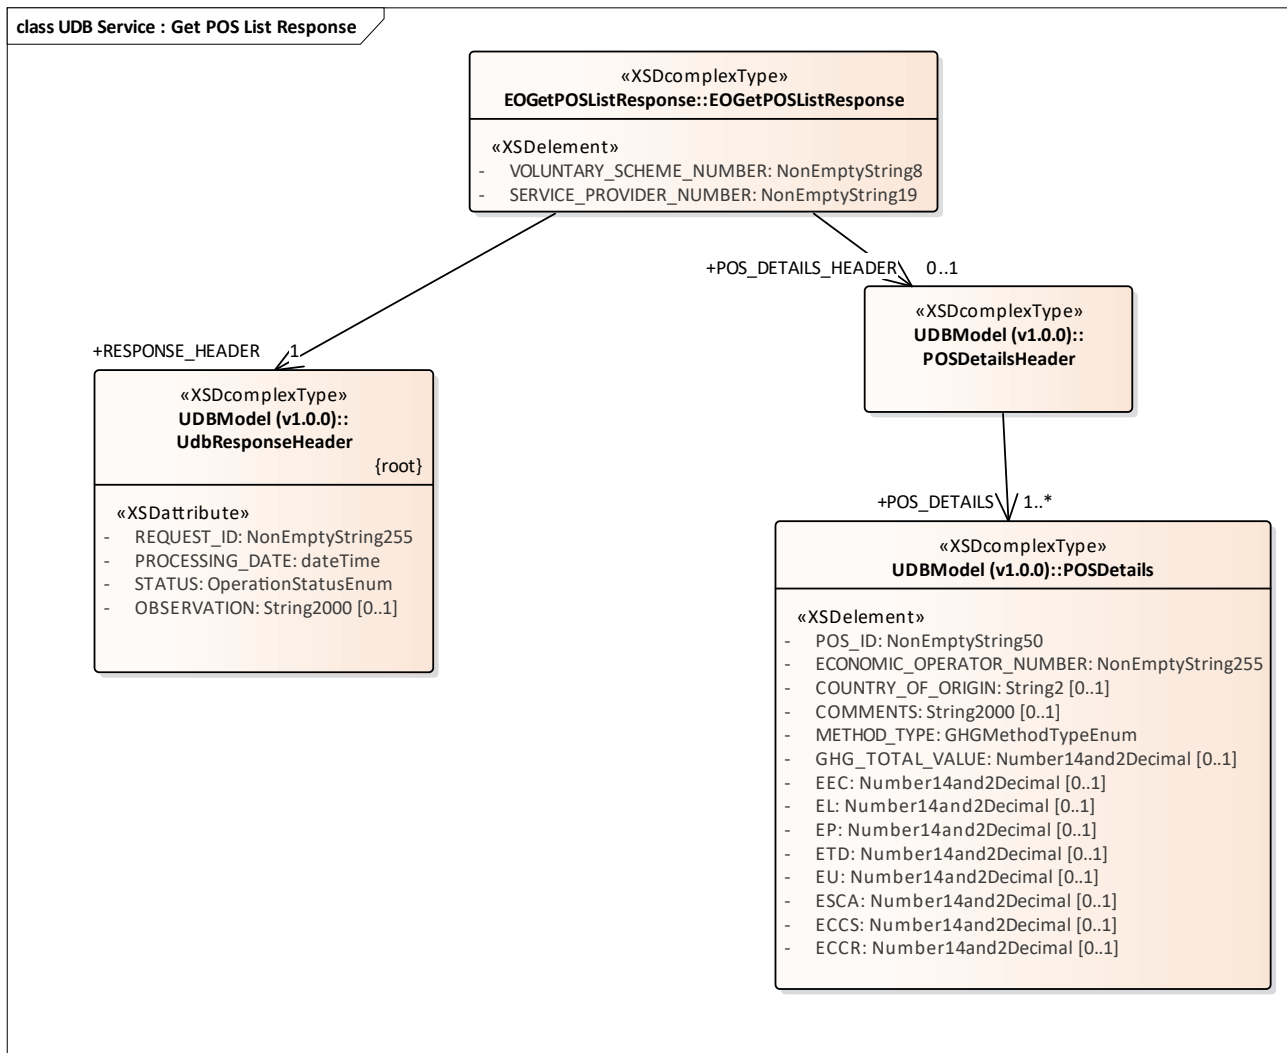 class UDB Service : Get POS List Response
«XSDcomplexType»
EOGetPOSListResponse::EOGetPOSListResponse
«XSDelement»
- VOLUNTARY_SCHEME_NUMBER: NonEmptyString8
- SERVICE_PROVIDER_NUMBER: NonEmptyString19
+POS_DETAILS_HEADER 0..1
«XSDcomplexType»
UDBModel (v1.0.0)::
POSDetailsHeader
+RESPONSE_HEADER 1
«XSDcomplexType»
UDBModel (v1.0.0)::
UdbResponseHeader
{root}
«XSDattribute»
- REQUEST_ID: NonEmptyString255
- PROCESSING_DATE: dateTime
- STATUS: OperationStatusEnum
- OBSERVATION: String2000 [0..1]
+POS_DETAILS 1..*
«XSDcomplexType»
UDBModel (v1.0.0)::POSDetails
«XSDelement»
- POS_ID: NonEmptyString50
- ECONOMIC_OPERATOR_NUMBER: NonEmptyString255
- COUNTRY_OF_ORIGIN: String2 [0..1]
- COMMENTS: String2000 [0..1]
- METHOD_TYPE: GHGMethodTypeEnum
- GHG_TOTAL_VALUE: Number14and2Decimal [0..1]
- EEC: Number14and2Decimal [0..1]
- EL: Number14and2Decimal [0..1]
- EP: Number14and2Decimal [0..1]
- ETD: Number14and2Decimal [0..1]
- EU: Number14and2Decimal [0..1]
- ESCA: Number14and2Decimal [0..1]
- ECCS: Number14and2Decimal [0..1]
- ECCR: Number14and2Decimal [0..1]